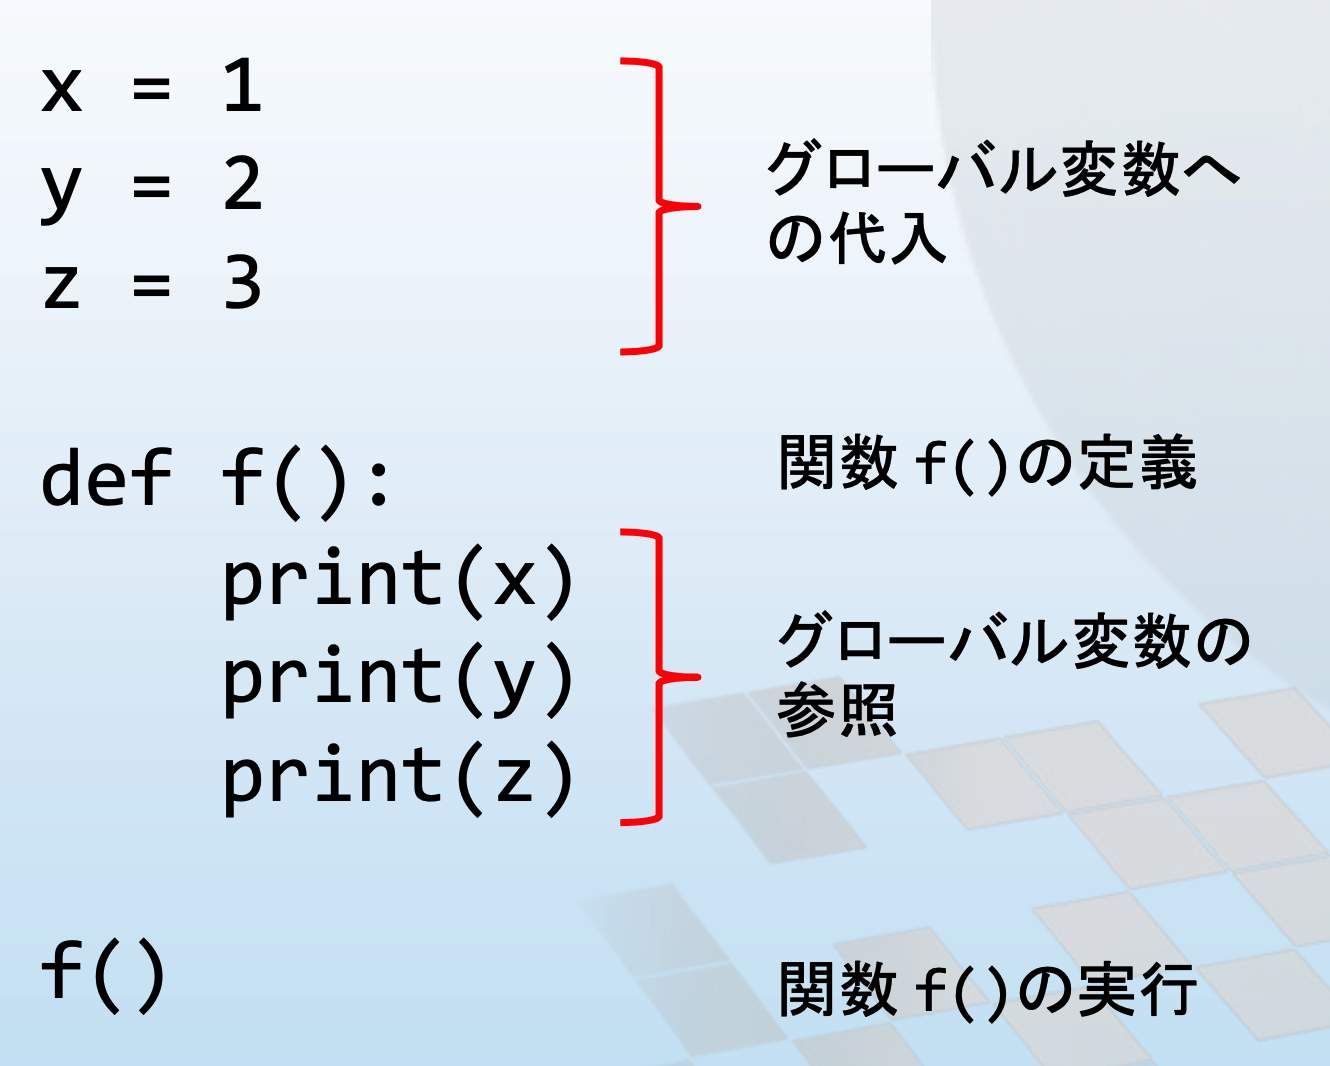 x = 1
y = 2
z = 3
グローバル変数へ
の代入
def f():
関数 f()の定義
    print(x)
    print(y)
    print(z)
グローバル変数の
参照
f()
関数 f()の実行